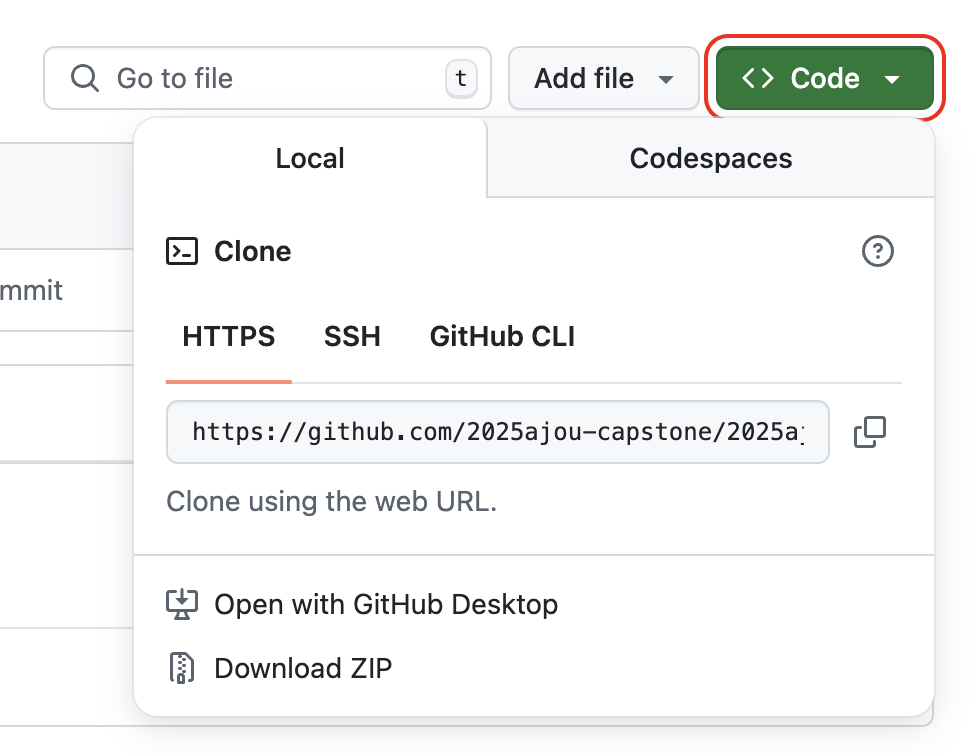 Go to file t Add file <> Code
Local Codespaces
Clone
mmit
HTTPS SSH GitHub CLI
https://github.com/2025ajou-capstone/2025aj
Clone using the web URL.
Open with GitHub Desktop
Download ZIP